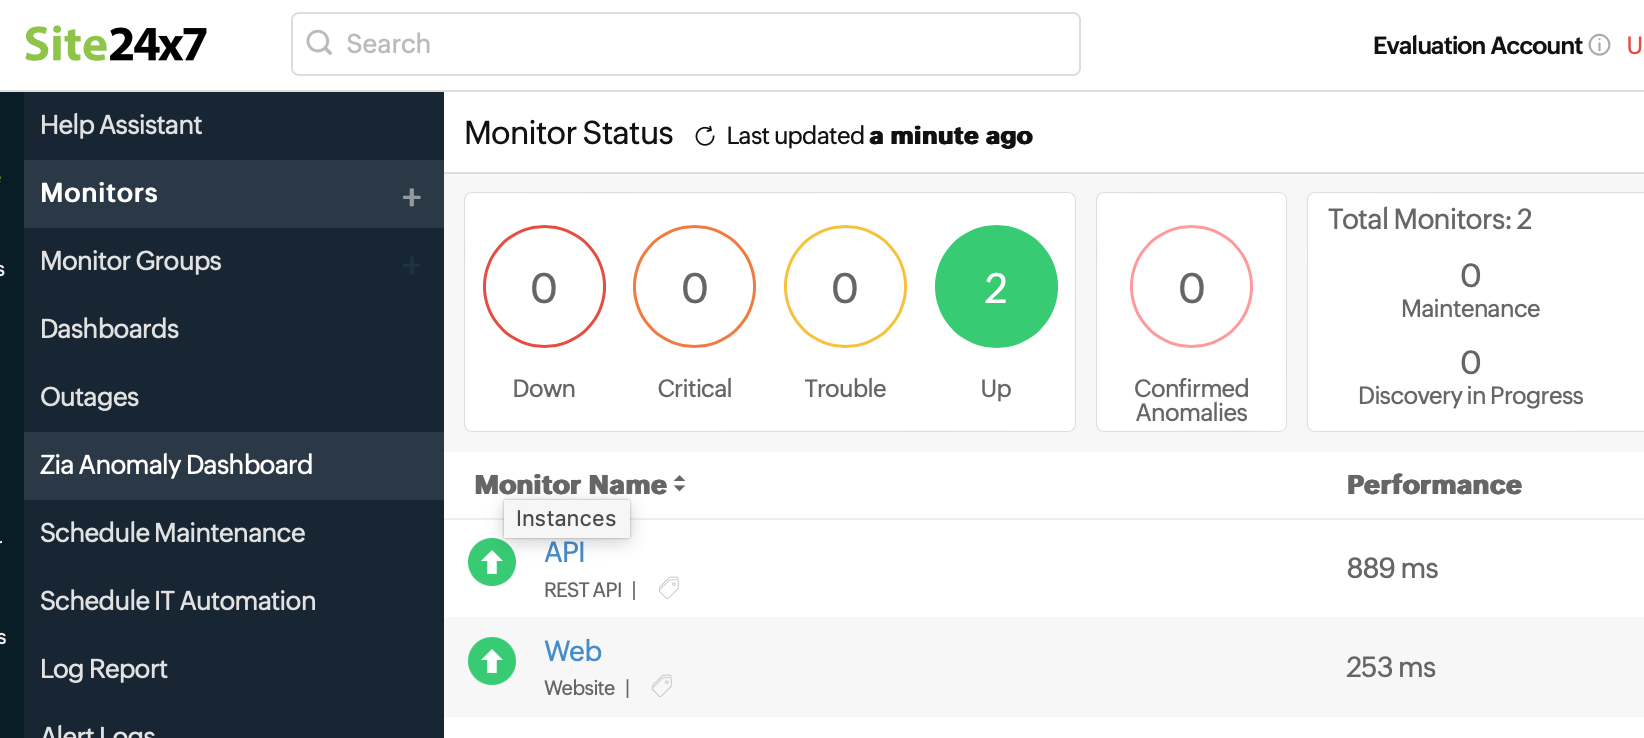 Site24x7
Search
Evaluation Account
U
Help Assistant
Monitors
Monitor Groups
Dashboards
Outages
Zia Anomaly Dashboard
Schedule Maintenance
Schedule IT Automation
Log Report
Alert Logs
Monitor Status
Last updated a minute ago
0
Down
0
Critical
0
Trouble
2
Up
0
Confirmed
Anomalies
Total Monitors: 2
0
Maintenance
0
Discovery in Progress
Monitor Name
Performance
Instances
API
REST API |
889 ms
Web
Website |
253 ms